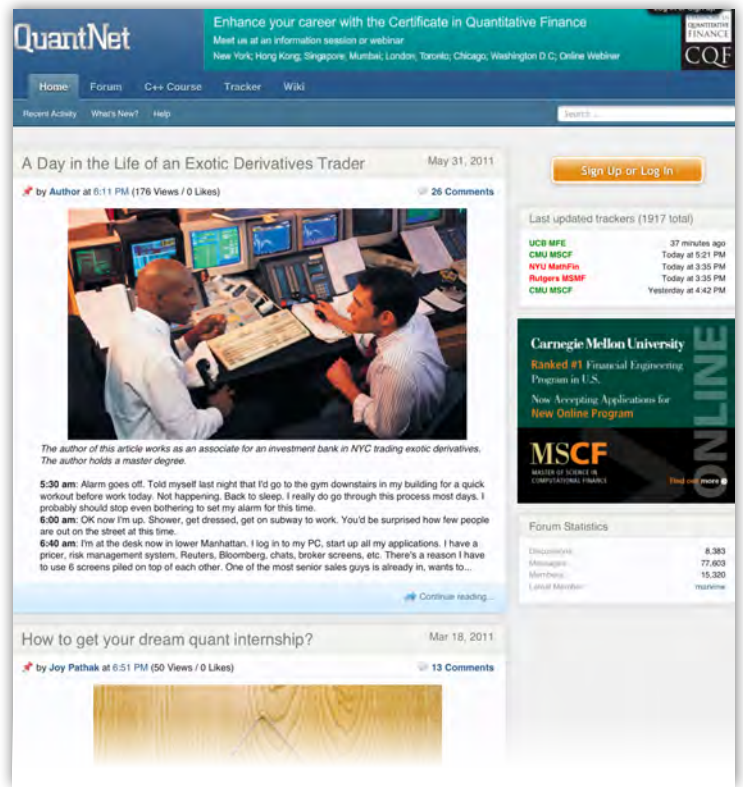 QuantNet
Enhance your career with the Certificate in Quantitative Finance
Meet us at an information session or webinar
New York; Hong Kong; Singapore; Mumbai; London; Toronto; Chicago; Washington D.C; Online Webinar
QUANTITATIVE
FINANCE
CQF
Home Forum C++ Course Tracker Wiki
Recent Activity What's New? Help
Search ...
A Day in the Life of an Exotic Derivatives Trader May 31, 2011
by Author at 6:11 PM (176 Views / 0 Likes) 26 Comments
The author of this article works as an associate for an investment bank in NYC trading exotic derivatives.
The author holds a master degree.
5:30 am: Alarm goes off. Told myself last night that I'd go to the gym downstairs in my building for a quick
workout before work today. Not happening. Back to sleep. I really do go through this process most days. I
probably should stop even bothering to set my alarm for this time.
6:00 am: OK now I'm up. Shower, get dressed, get on subway to work. You'd be surprised how few people
are out on the street at this time.
6:40 am: I'm at the desk now in lower Manhattan. I log in to my PC, start up all my applications. I have a
pricer, risk management system, Reuters, Bloomberg, chats, broker screens, etc. There's a reason I have
to use 6 screens piled on top of each other. One of the most senior sales guys is already in, wants to...
Continue reading...
How to get your dream quant internship? Mar 18, 2011
by Joy Pathak at 6:51 PM (50 Views / 0 Likes) 13 Comments
Sign Up or Log In
Last updated trackers (1917 total)
UCB MFE 37 minutes ago
CMU MSCF Today at 5:21 PM
NYU MathFin Today at 3:35 PM
Rutgers MSMF Today at 3:35 PM
CMU MSCF Yesterday at 4:42 PM
Carnegie Mellon University
Ranked #1 Financial Engineering
Program in U.S.
Now Accepting Applications for
New Online Program
ONLINE
MSCF
MASTER OF SCIENCE IN
COMPUTATIONAL FINANCE
Find out more
Forum Statistics
Discussions: 8,383
Messages: 77,603
Members: 15,320
Latest Member: